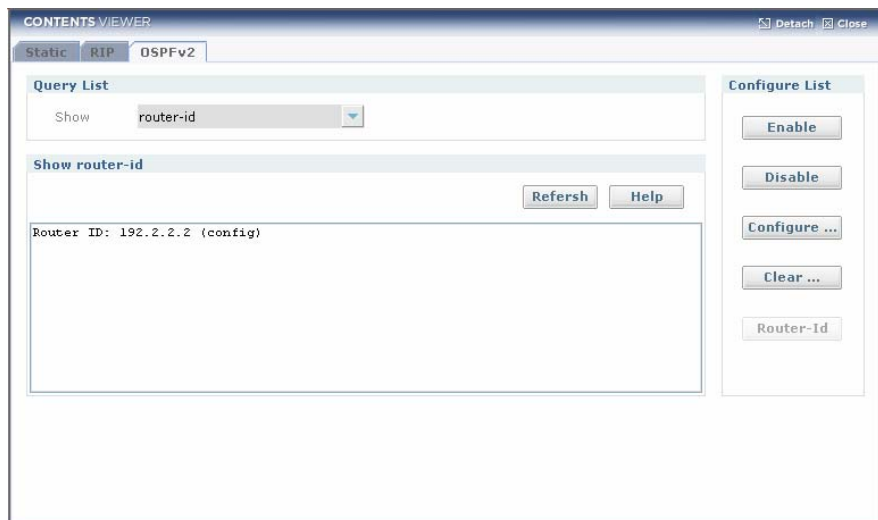 CONTENTS VIEWER
Detach Close
Static RIP OSPFv2
Query List
Show router-id
Show router-id
Refersh Help
Router ID: 192.2.2.2 (config)
Configure List
Enable
Disable
Configure ...
Clear ...
Router-Id